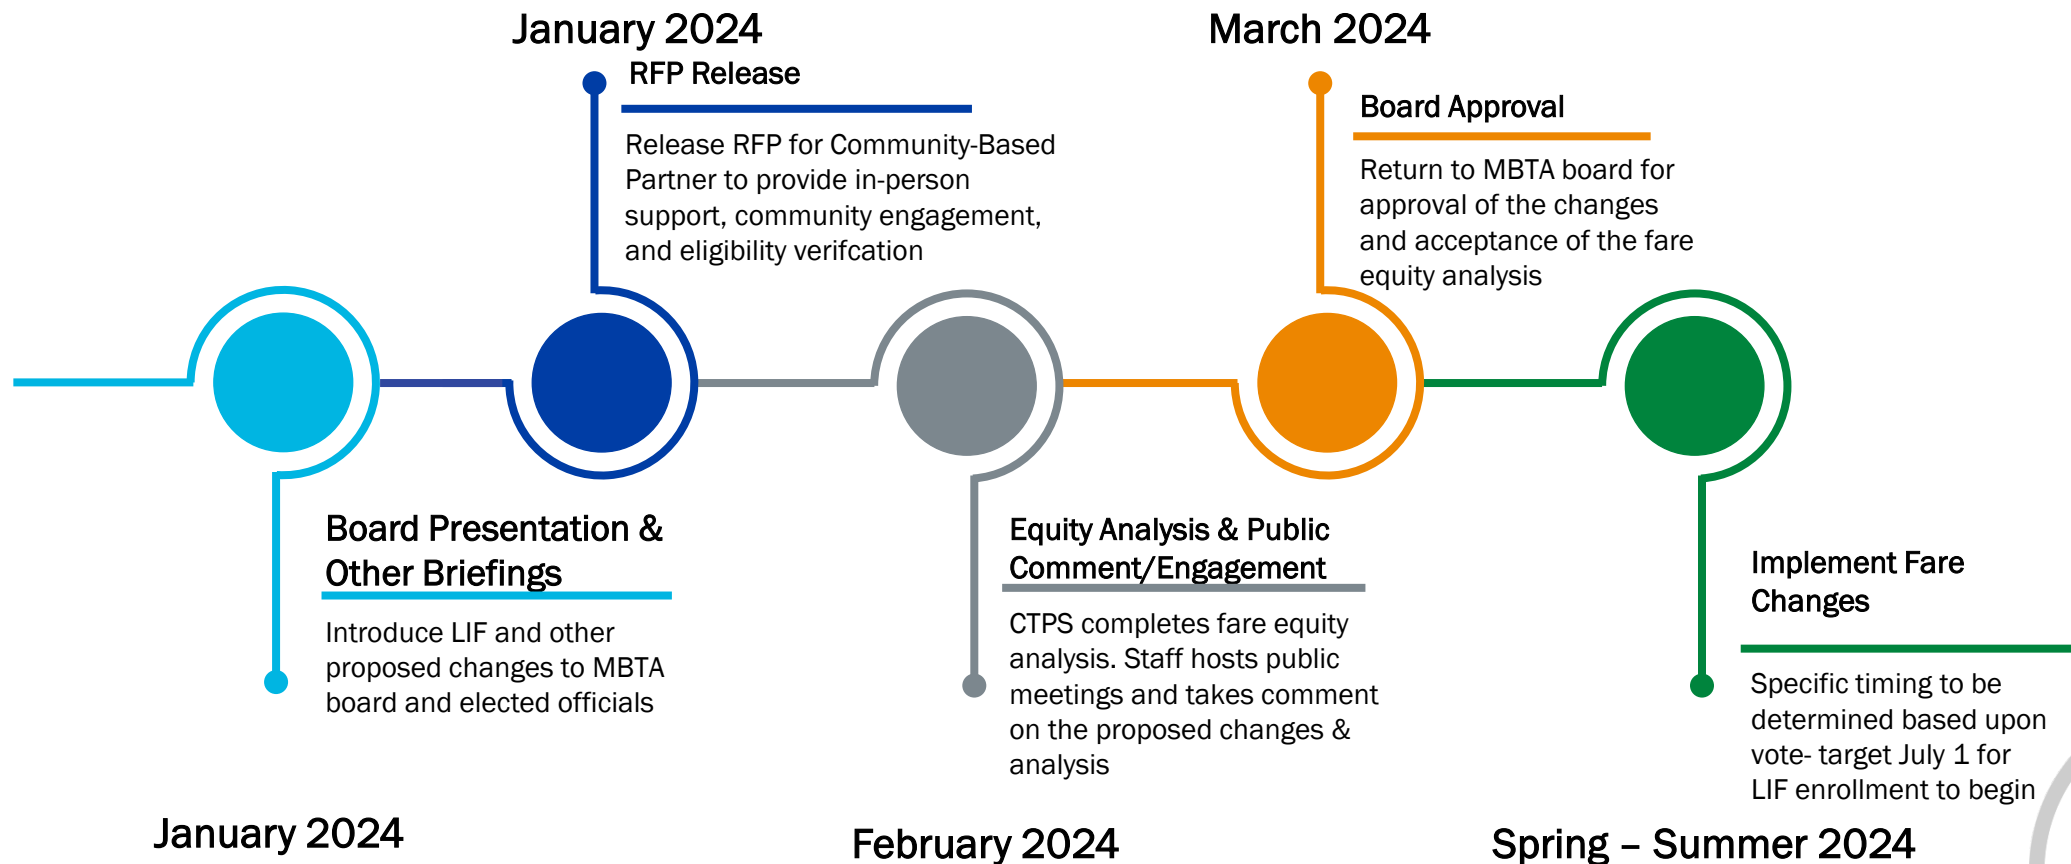 January 2024
RFP Release
Release RFP for Community-Based
Partner to provide in-person
support, community engagement,
and eligibility verifcation
March 2024
Board Approval
Return to MBTA board for
approval of the changes
and acceptance of the fare
equity analysis
Board Presentation &
Other Briefings
Introduce LIF and other
proposed changes to MBTA
board and elected officials
January 2024
Equity Analysis & Public
Comment/Engagement
CTPS completes fare equity
analysis. Staff hosts public
meetings and takes comment
on the proposed changes &
analysis
February 2024
Implement Fare
Changes
Specific timing to be
determined based upon
vote- target July 1 for
LIF enrollment to begin
Spring – Summer 2024